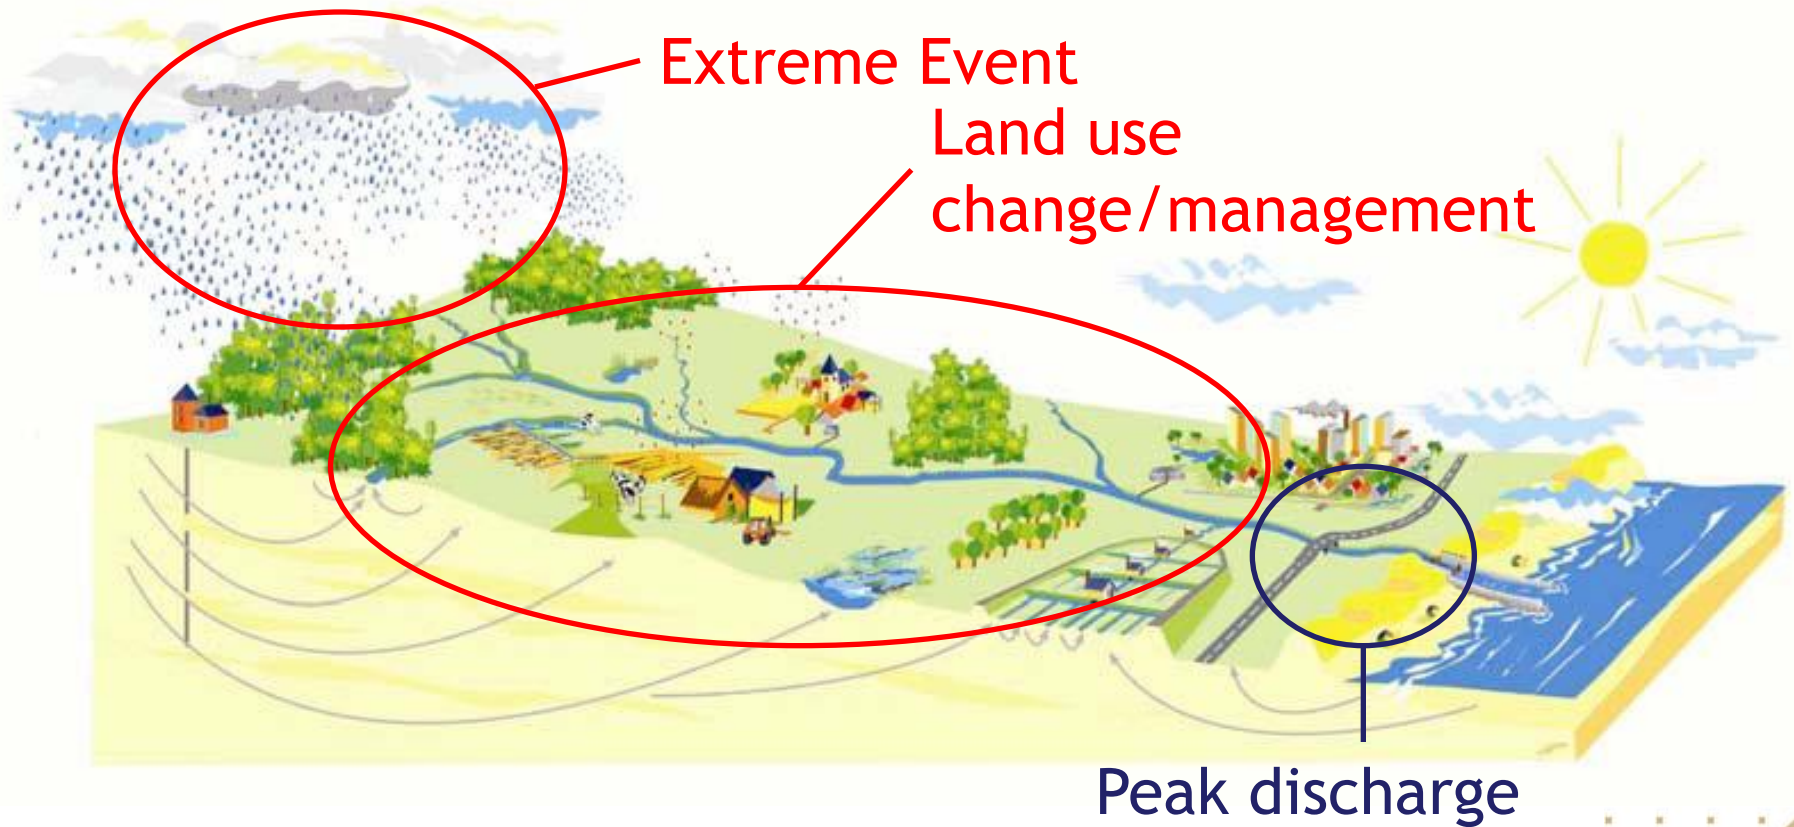 Extreme Event
Land use
change/management
Peak discharge